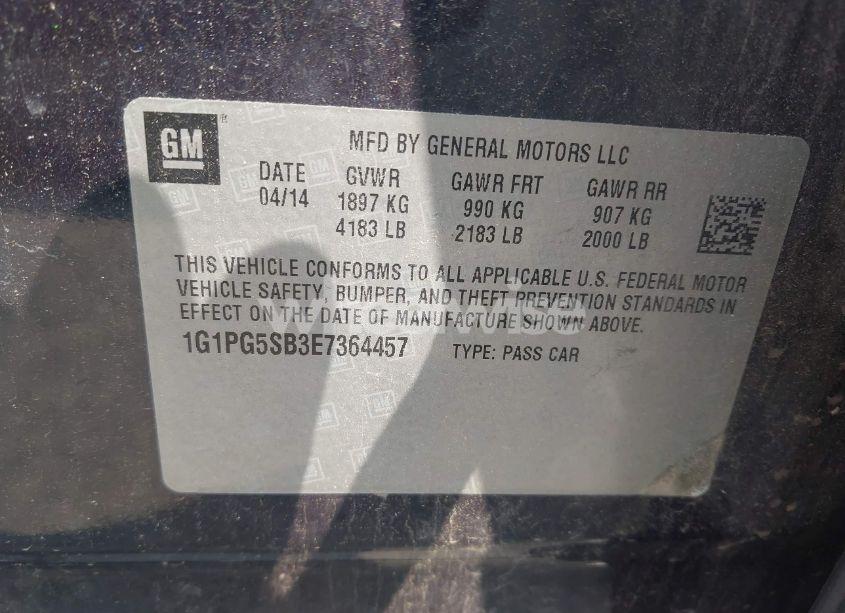 GM ®
MFD BY GENERAL MOTORS LLC
DATE GVWR GAWR FRT GAWR RR
04/14 1897 KG 990 KG 907 KG
4183 LB 2183 LB 2000 LB
THIS VEHICLE CONFORMS TO ALL APPLICABLE U.S. FEDERAL MOTOR
VEHICLE SAFETY, BUMPER, AND THEFT PREVENTION STANDARDS IN
EFFECT ON THE DATE OF MANUFACTURE SHOWN ABOVE.
1G1PG5SB3E7364457 TYPE: PASS CAR